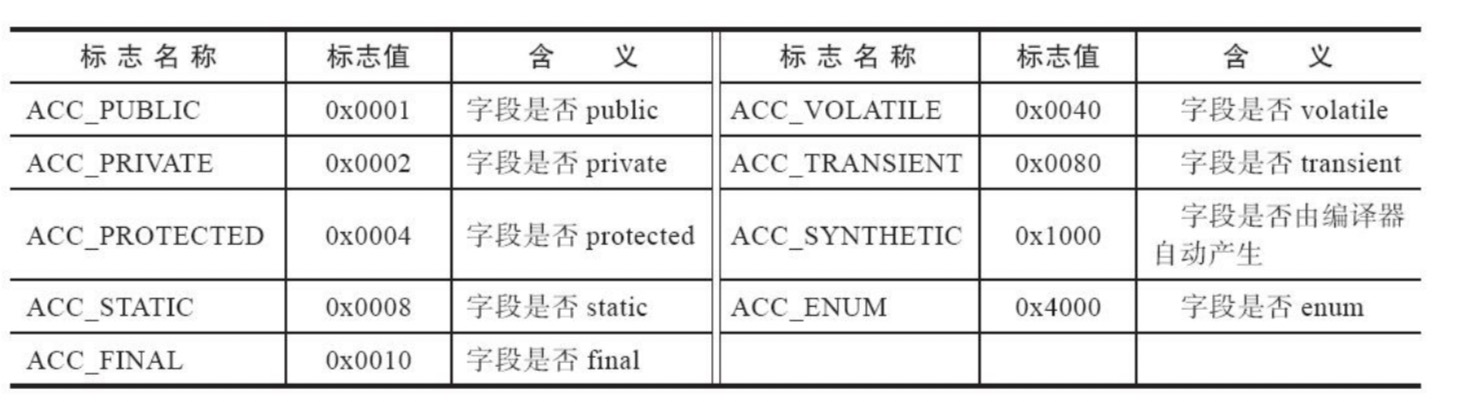 标志名称 标志值 含 义 标志名称 标志值 含 义
ACC_PUBLIC 0x0001 字段是否 public ACC_VOLATILE 0x0040 字段是否 volatile
ACC_PRIVATE 0x0002 字段是否 private ACC_TRANSIENT 0x0080 字段是否 transient
ACC_PROTECTED 0x0004 字段是否 protected ACC_SYNTHETIC 0x1000 字段是否由编译器
自动产生
ACC_STATIC 0x0008 字段是否 static ACC_ENUM 0x4000 字段是否 enum
ACC_FINAL 0x0010 字段是否 final